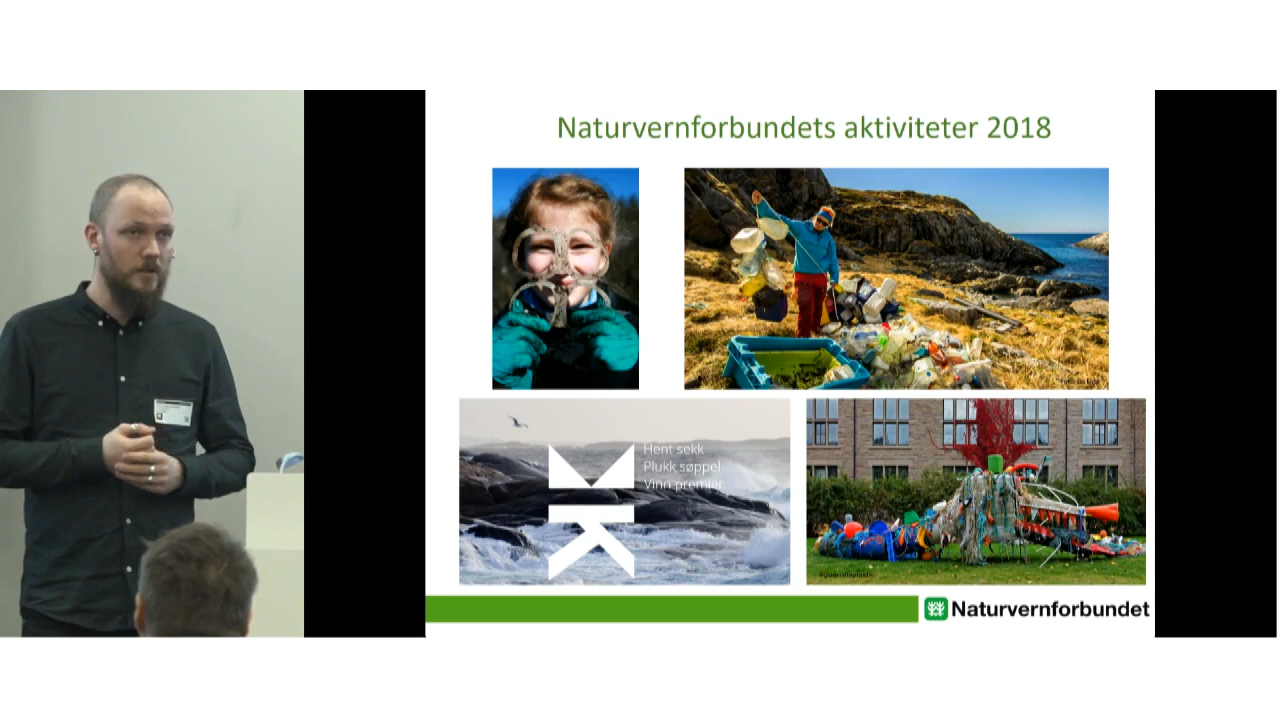 Naturvernforbundets aktiviteter 2018
Hent sekk
Plukk søppel
Vinn premier
Naturvernforbundet